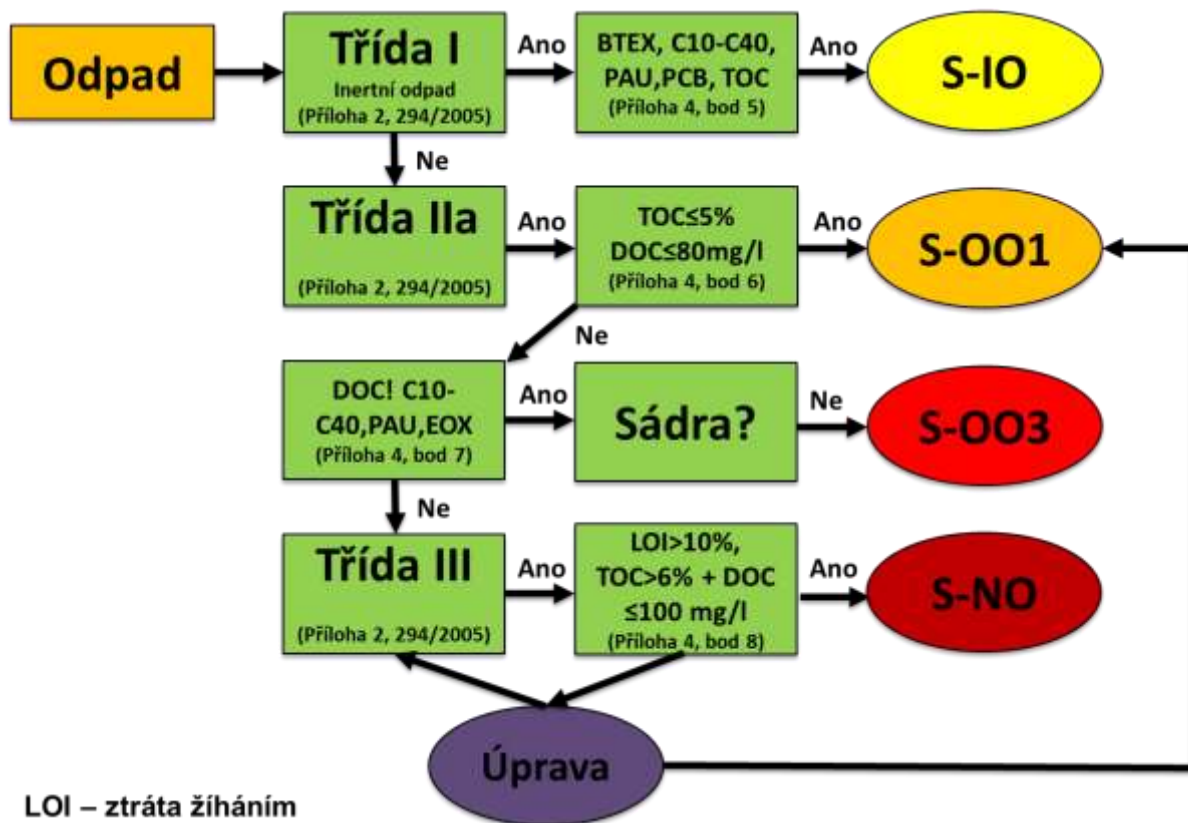 Odpad
Třída I
Inertní odpad
(Příloha 2, 294/2005)
Ano
BTEX, C10-C40,
PAU,PCB, TOC
(Příloha 4, bod 5)
Ano
S-IO
Ne
Třída IIa
(Příloha 2, 294/2005)
Ano
TOC≤5%
DOC≤80mg/l
(Příloha 4, bod 6)
Ano
S-OO1
Ne
DOC! C10-
C40,PAU,EOX
(Příloha 4, bod 7)
Ano
Sádra?
Ne
S-OO3
Ne
Třída III
(Příloha 2, 294/2005)
Ano
LOI>10%,
TOC>6% + DOC
≤100 mg/l
(Příloha 4, bod 8)
Ano
S-NO
Úprava
LOI – ztráta žíháním